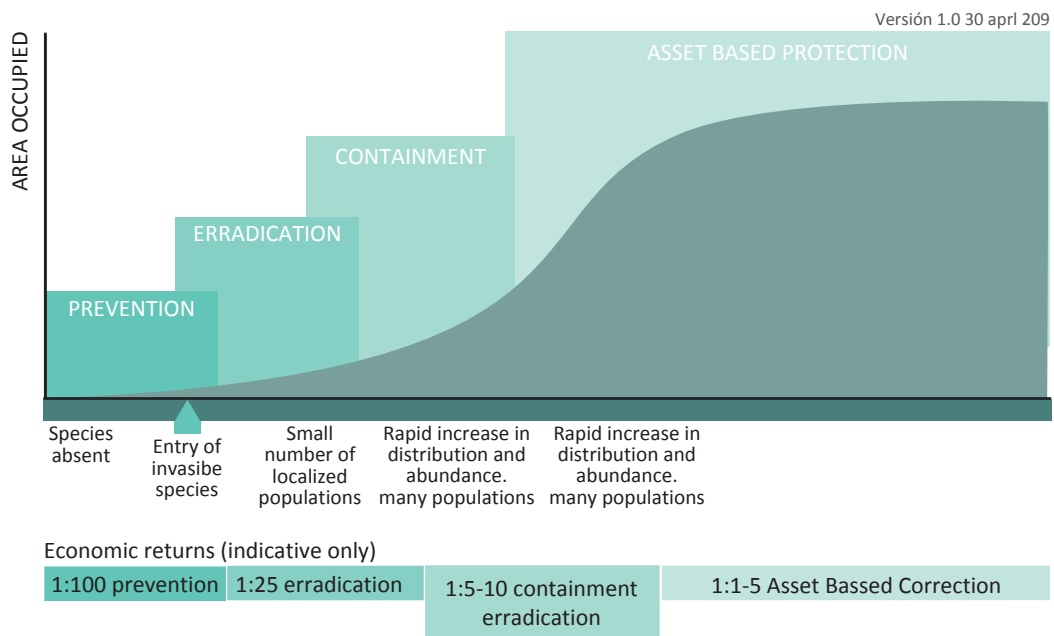 Versión 1.0 30 aprl 209
AREA OCCUPIED
ASSET BASED PROTECTION
CONTAINMENT
ERRADICATION
PREVENTION
Species
absent
Entry of
invasibe
species
Small
number of
localized
populations
Rapid increase in
distribution and
abundance.
many populations
Rapid increase in
distribution and
abundance.
many populations
Economic returns (indicative only)
1:100 prevention
1:25 erradication
1:5-10 containment
erradication
1:1-5 Asset Bassed Correction